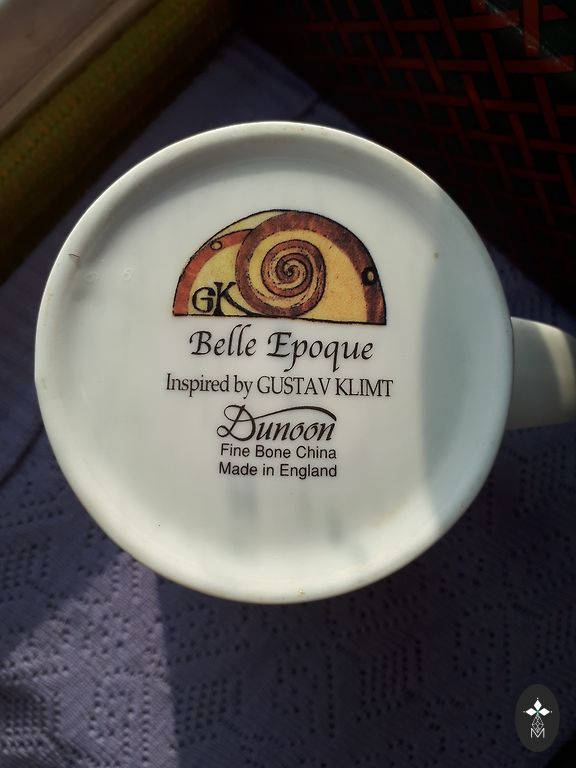 GK
Belle Epoque
Inspired by GUSTAV KLIMT
Dunoon
Fine Bone China
Made in England
M